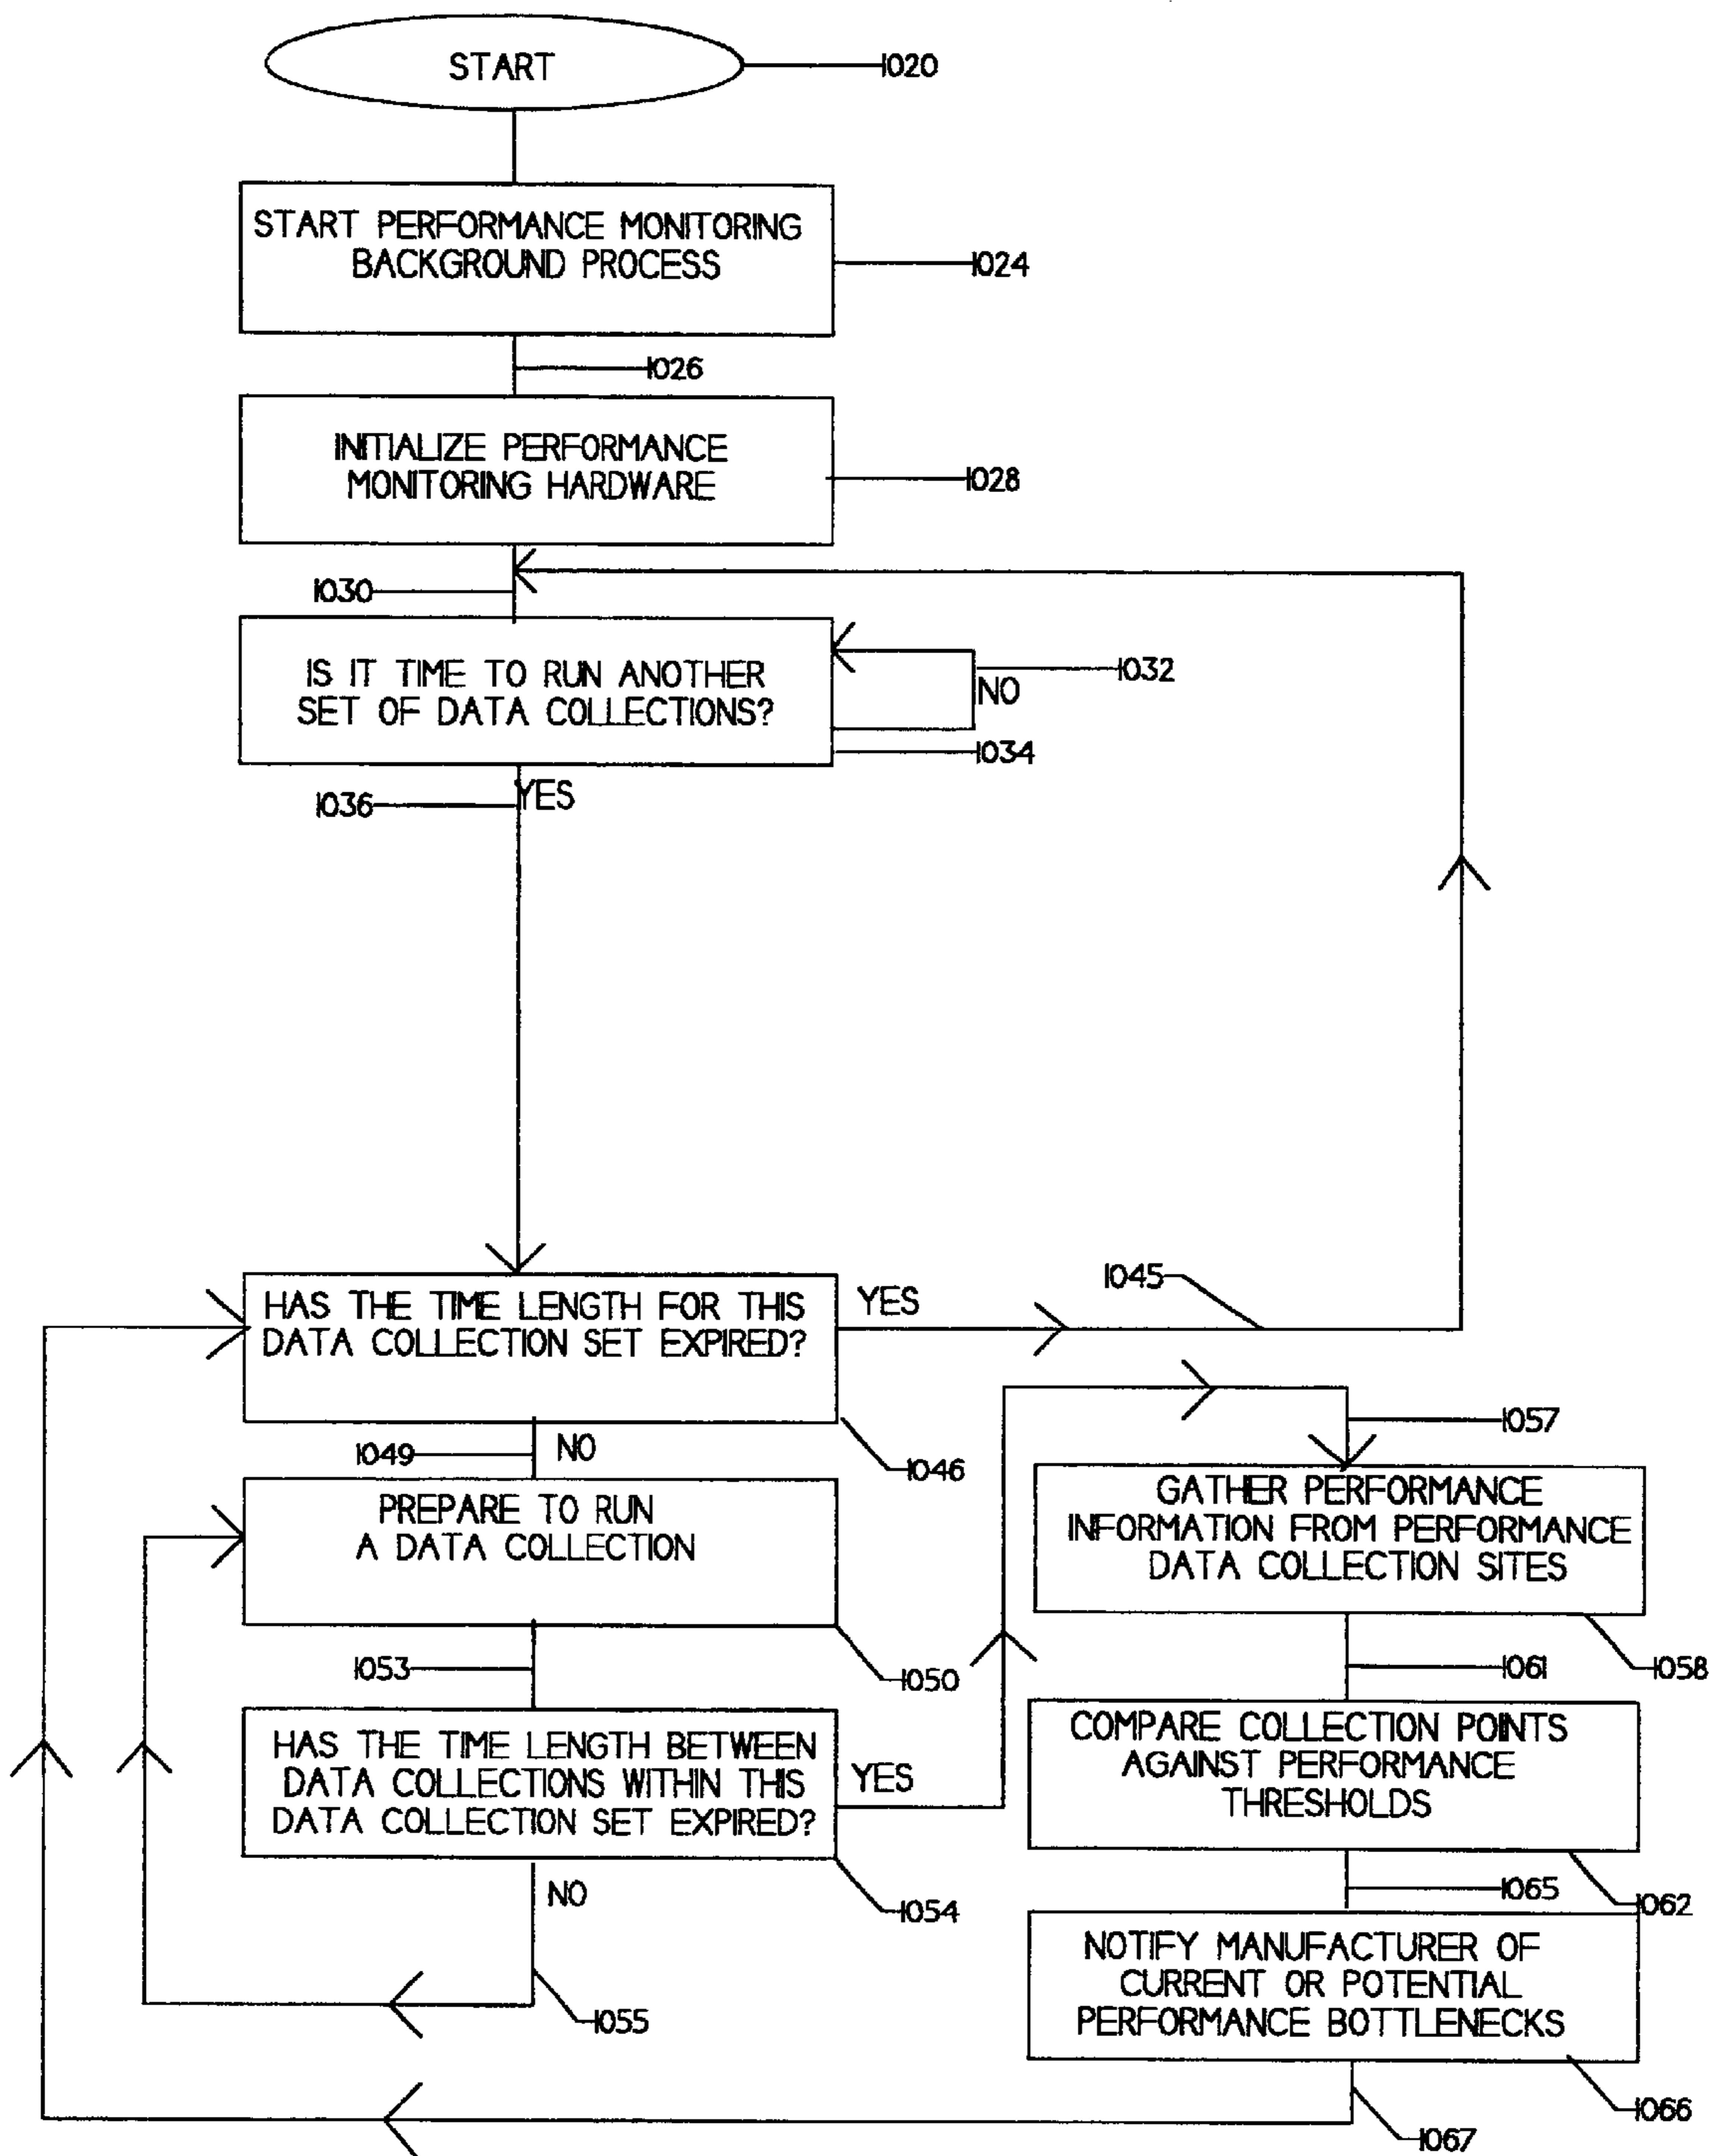 START
1020
START PERFORMANCE MONITORING
BACKGROUND PROCESS
1024
1026
INITIALIZE PERFORMANCE
MONITORING HARDWARE
1028
1030
IS IT TIME TO RUN ANOTHER
SET OF DATA COLLECTIONS?
1032
NO
1034
1036
YES
HAS THE TIME LENGTH FOR THIS
DATA COLLECTION SET EXPIRED?
YES
1045
1046
1049
NO
PREPARE TO RUN
A DATA COLLECTION
1050
1053
HAS THE TIME LENGTH BETWEEN
DATA COLLECTIONS WITHIN THIS
DATA COLLECTION SET EXPIRED?
YES
1054
NO
1055
1057
GATHER PERFORMANCE
INFORMATION FROM PERFORMANCE
DATA COLLECTION SITES
1058
1061
COMPARE COLLECTION POINTS
AGAINST PERFORMANCE
THRESHOLDS
1062
1065
NOTIFY MANUFACTURER OF
CURRENT OR POTENTIAL
PERFORMANCE BOTTLENECKS
1066
1067